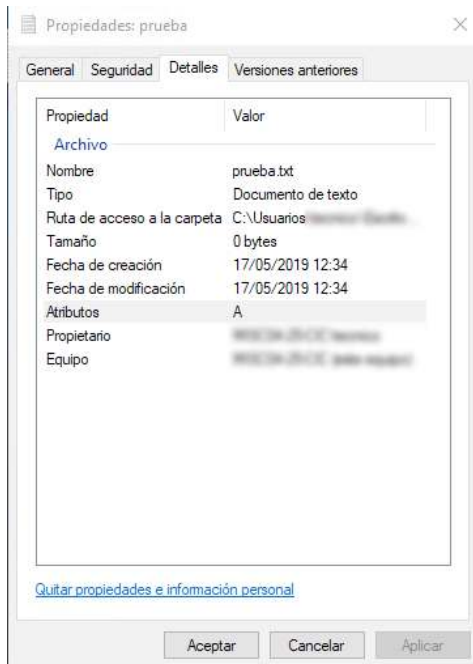 Propiedades: prueba
General Seguridad Detalles Versiones anteriores
Propiedad Valor
Archivo
Nombre prueba.txt
Tipo Documento de texto
Ruta de acceso a la carpeta C:\Usuarios
Tamaño 0 bytes
Fecha de creación 17/05/2019 12:34
Fecha de modificación 17/05/2019 12:34
Atributos A
Propietario
Equipo
Quitar propiedades e información personal
Aceptar Cancelar Aplicar